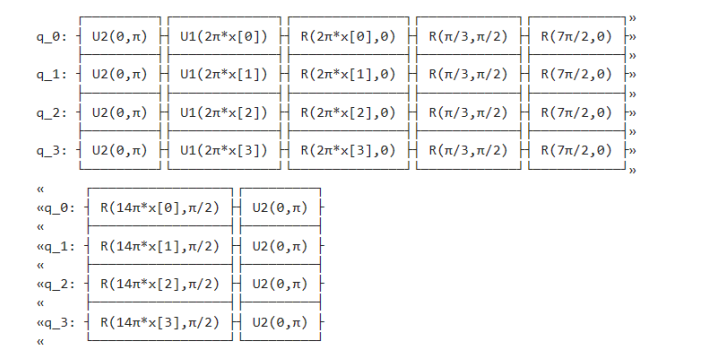 q_0: ┤ U2(0,π) ├┤ U1(2π*x[0]) ├┤ R(2π*x[0],0) ├┤ R(π/3,π/2) ├┤ R(7π/2,0) ├»
»
q_1: ┤ U2(0,π) ├┤ U1(2π*x[1]) ├┤ R(2π*x[1],0) ├┤ R(π/3,π/2) ├┤ R(7π/2,0) ├»
»
q_2: ┤ U2(0,π) ├┤ U1(2π*x[2]) ├┤ R(2π*x[2],0) ├┤ R(π/3,π/2) ├┤ R(7π/2,0) ├»
»
q_3: ┤ U2(0,π) ├┤ U1(2π*x[3]) ├┤ R(2π*x[3],0) ├┤ R(π/3,π/2) ├┤ R(7π/2,0) ├»
»
«
«q_0: ┤ R(14π*x[0],π/2) ├┤ U2(0,π) ├
«
«q_1: ┤ R(14π*x[1],π/2) ├┤ U2(0,π) ├
«
«q_2: ┤ R(14π*x[2],π/2) ├┤ U2(0,π) ├
«
«q_3: ┤ R(14π*x[3],π/2) ├┤ U2(0,π) ├
«